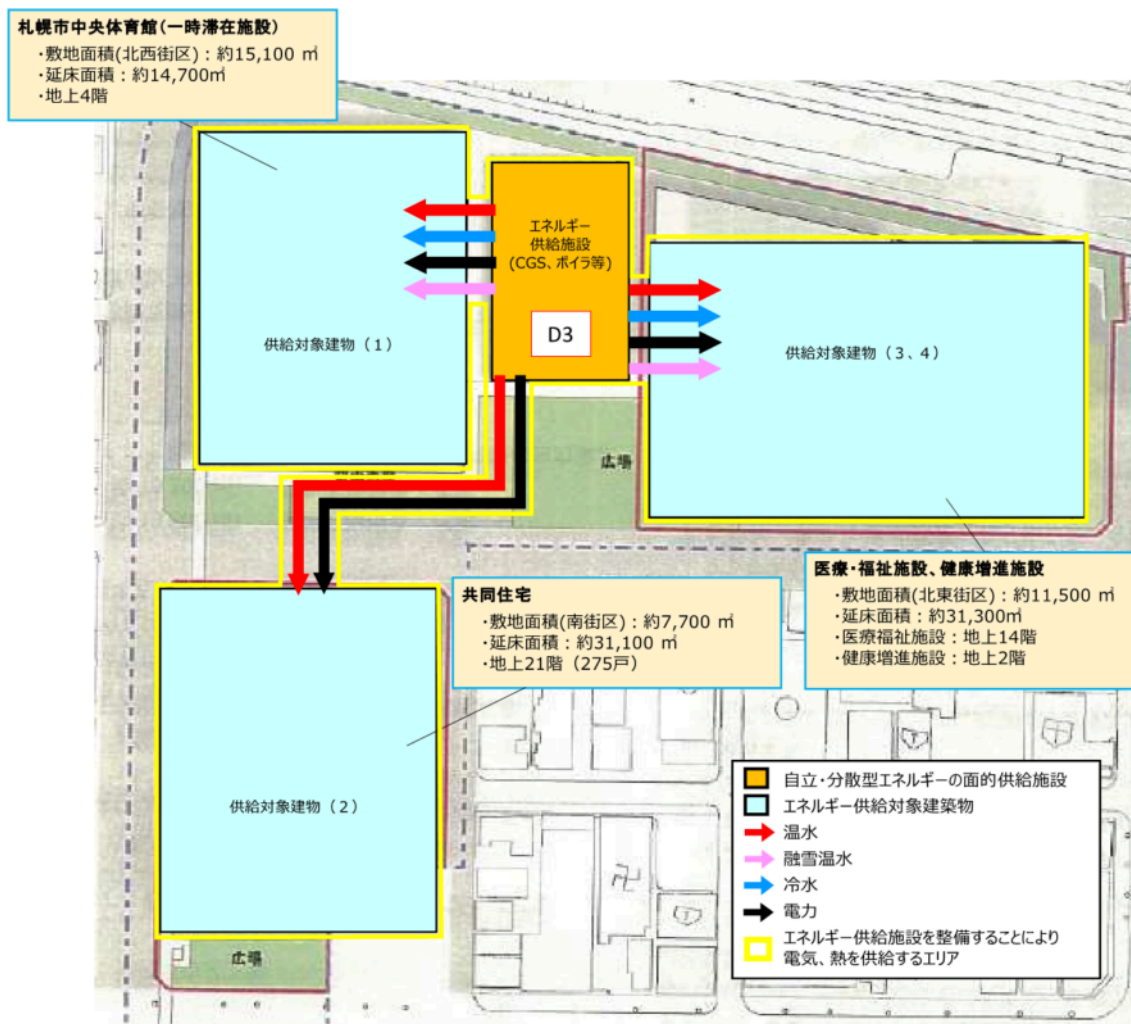 札幌市中央体育館(一時滞在施設)
・敷地面積(北西街区)：約15,100 ㎡
・延床面積：約14,700㎡
・地上4階
エネルギー
供給施設
(CGS、ボイラ等)
D3
供給対象建物（1）
供給対象建物（3、4）
広場
医療・福祉施設、健康増進施設
・敷地面積(北東街区)：約11,500 ㎡
・延床面積：約31,300㎡
・医療福祉施設：地上14階
・健康増進施設：地上2階
共同住宅
・敷地面積(南街区)：約7,700 ㎡
・延床面積：約31,100 ㎡
・地上21階（275戸）
供給対象建物（2）
広場
自立・分散型エネルギーの面的供給施設
エネルギー供給対象建築物
温水
融雪温水
冷水
電力
エネルギー供給施設を整備することにより
電気、熱を供給するエリア